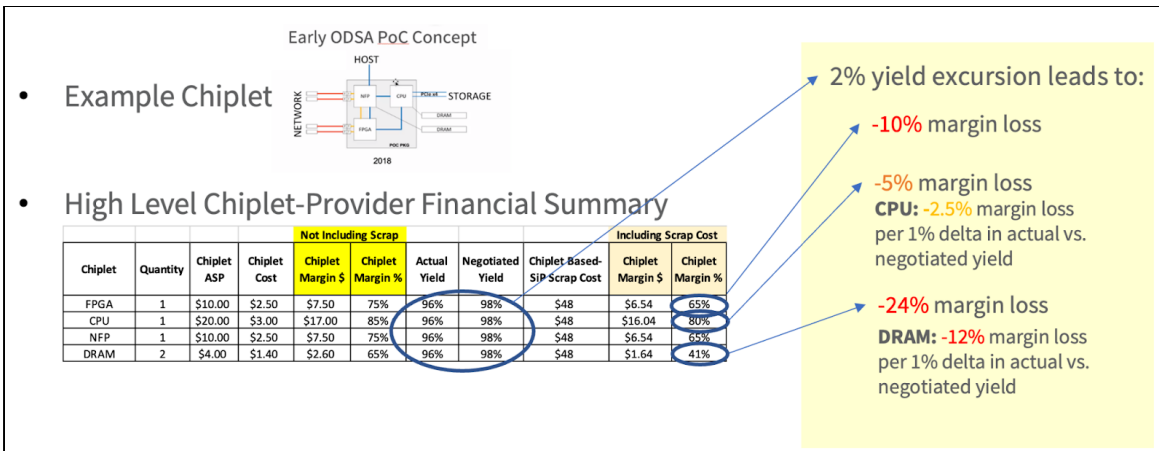 Early ODSA PoC Concept
HOST
NETWORK
NFP
CPU
PCIe x4
STORAGE
DRAM
DRAM
FPGA
POC PKG
2018
• Example Chiplet
• High Level Chiplet-Provider Financial Summary
Not Including Scrap Including Scrap Cost
Chiplet Quantity Chiplet ASP Chiplet Cost Chiplet Margin $ Chiplet Margin % Actual Yield Negotiated Yield Chiplet Based-SiP Scrap Cost Chiplet Margin $ Chiplet Margin %
FPGA 1 $10.00 $2.50 $7.50 75% 96% 98% $48 $6.54 65%
CPU 1 $20.00 $3.00 $17.00 85% 96% 98% $48 $16.04 80%
NFP 1 $10.00 $2.50 $7.50 75% 96% 98% $48 $6.54 65%
DRAM 2 $4.00 $1.40 $2.60 65% 96% 98% $48 $1.64 41%
2% yield excursion leads to:
-10% margin loss
-5% margin loss
CPU: -2.5% margin loss
per 1% delta in actual vs.
negotiated yield
-24% margin loss
DRAM: -12% margin loss
per 1% delta in actual vs.
negotiated yield